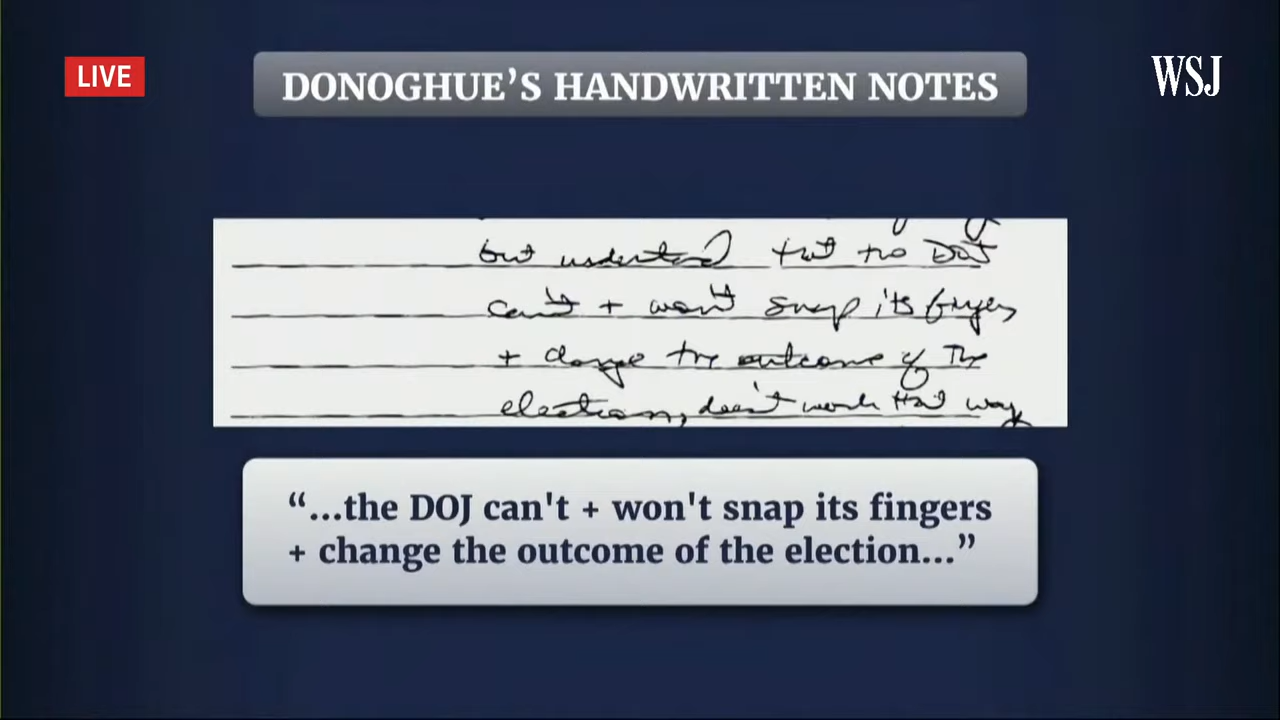 LIVE
DONOGHUE’S HANDWRITTEN NOTES
WSJ
but understand that the DOJ
can't + won't snap its fingers
+ change the outcome of the
election, doesn't work that way
“…the DOJ can't + won't snap its fingers
+ change the outcome of the election…”